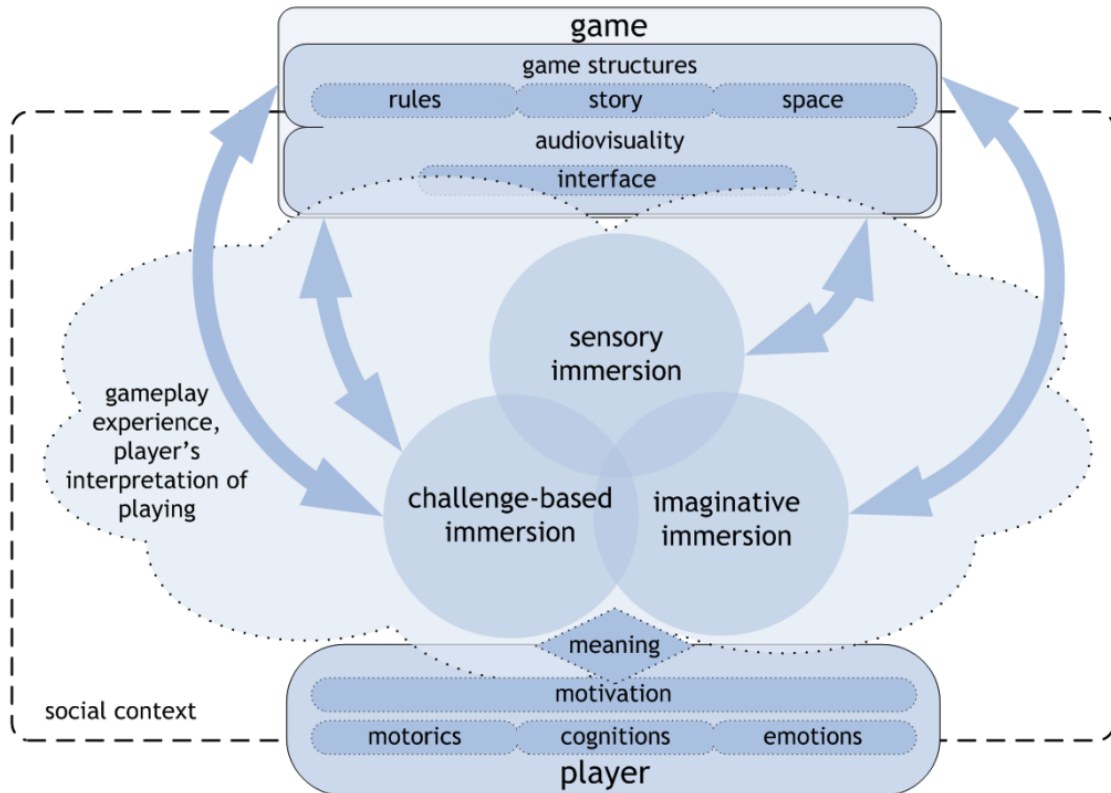 game
game structures
rules story space
audiovisuality
interface
sensory
immersion
gameplay
experience,
player's
interpretation of
playing
challenge-based
immersion
imaginative
immersion
meaning
motivation
social context
motorics cognitions emotions
player